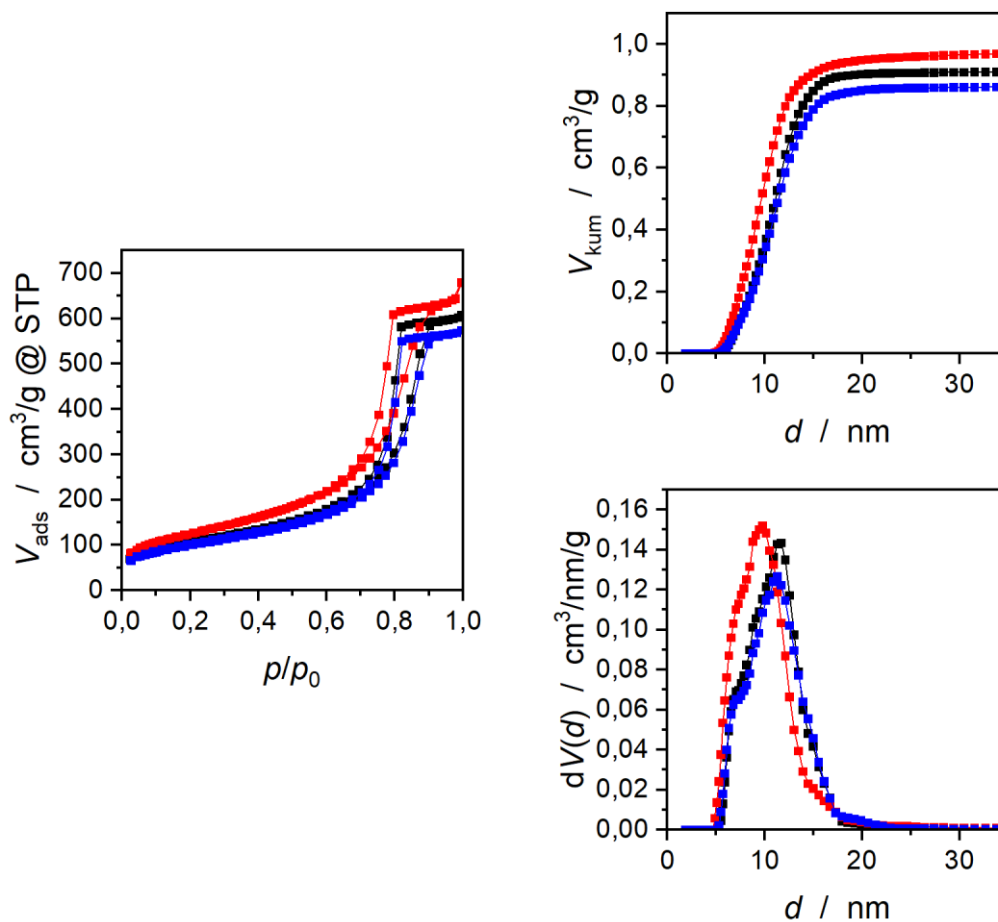 1,0
0,8
0,6
0,4
0,2
0,0
V_kum / cm³/g
0 10 20 30
d / nm
700
600
500
400
300
200
100
0
V_ads / cm³/g @ STP
0,0 0,2 0,4 0,6 0,8 1,0
p/p₀
0,16
0,14
0,12
0,10
0,08
0,06
0,04
0,02
0,00
dV(d) / cm³/nm/g
0 10 20 30
d / nm